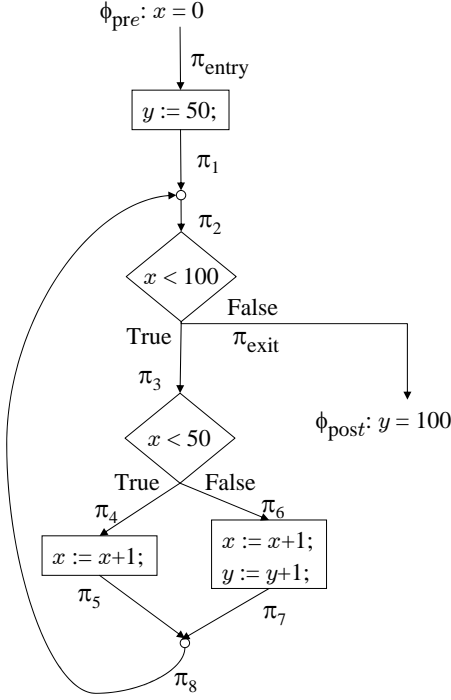 ϕpre: x = 0
πentry
y := 50;
π1
π2
x < 100
False
True
πexit
π3
ϕpost: y = 100
x < 50
True
False
π4
π6
x := x+1;
x := x+1;
y := y+1;
π5
π7
π8